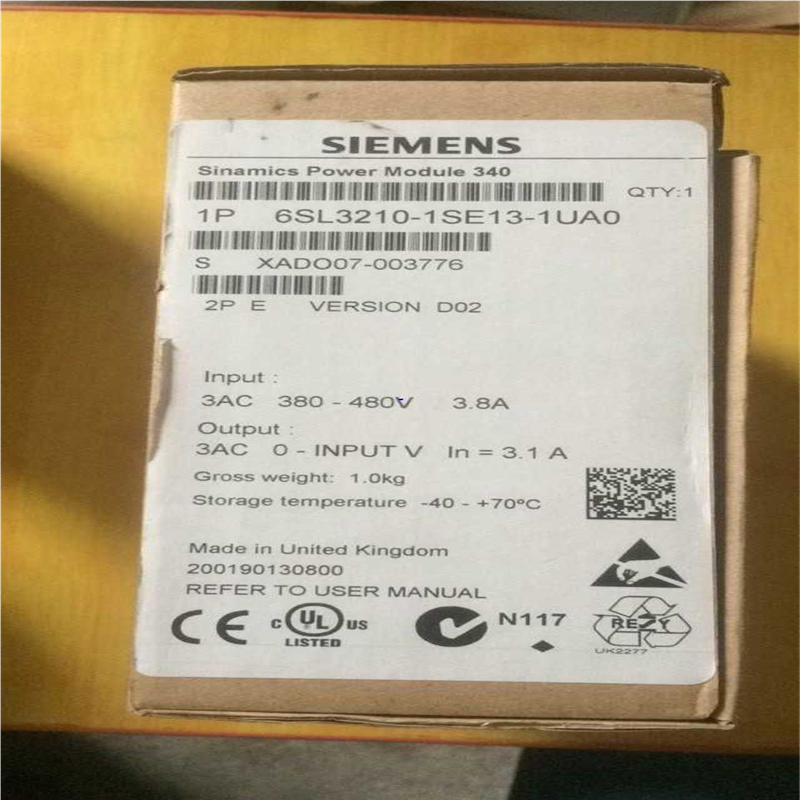 SIEMENS
Sinamics Power Module 340
QTY:1
1P 6SL3210-1SE13-1UA0
S XADO07-003776
2P E VERSION D02
Input :
3AC 380 - 480V 3.8A
Output :
3AC 0 - INPUT V In = 3.1 A
Gross weight: 1.0kg
Storage temperature -40 - +70ºC
Made in United Kingdom
200190130800
REFER TO USER MANUAL
CE
C UL US
LISTED
N117
REZY
UK2277